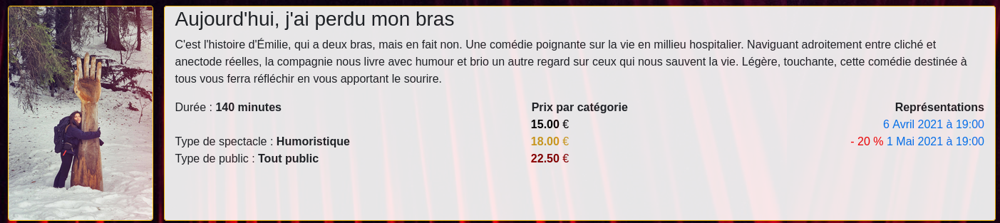 Aujourd'hui, j'ai perdu mon bras
C'est l'histoire d'Émilie, qui a deux bras, mais en fait non. Une comédie poignante sur la vie en millieu hospitalier. Naviguant adroitement entre cliché et
anectode réelles, la compagnie nous livre avec humour et brio un autre regard sur ceux qui nous sauvent la vie. Légère, touchante, cette comédie destinée à
tous vous ferra réfléchir en vous apportant le sourire.
Durée : 140 minutes
Type de spectacle : Humoristique
Type de public : Tout public
Prix par catégorie
15.00 €
18.00 €
22.50 €
Représentations
6 Avril 2021 à 19:00
- 20 % 1 Mai 2021 à 19:00